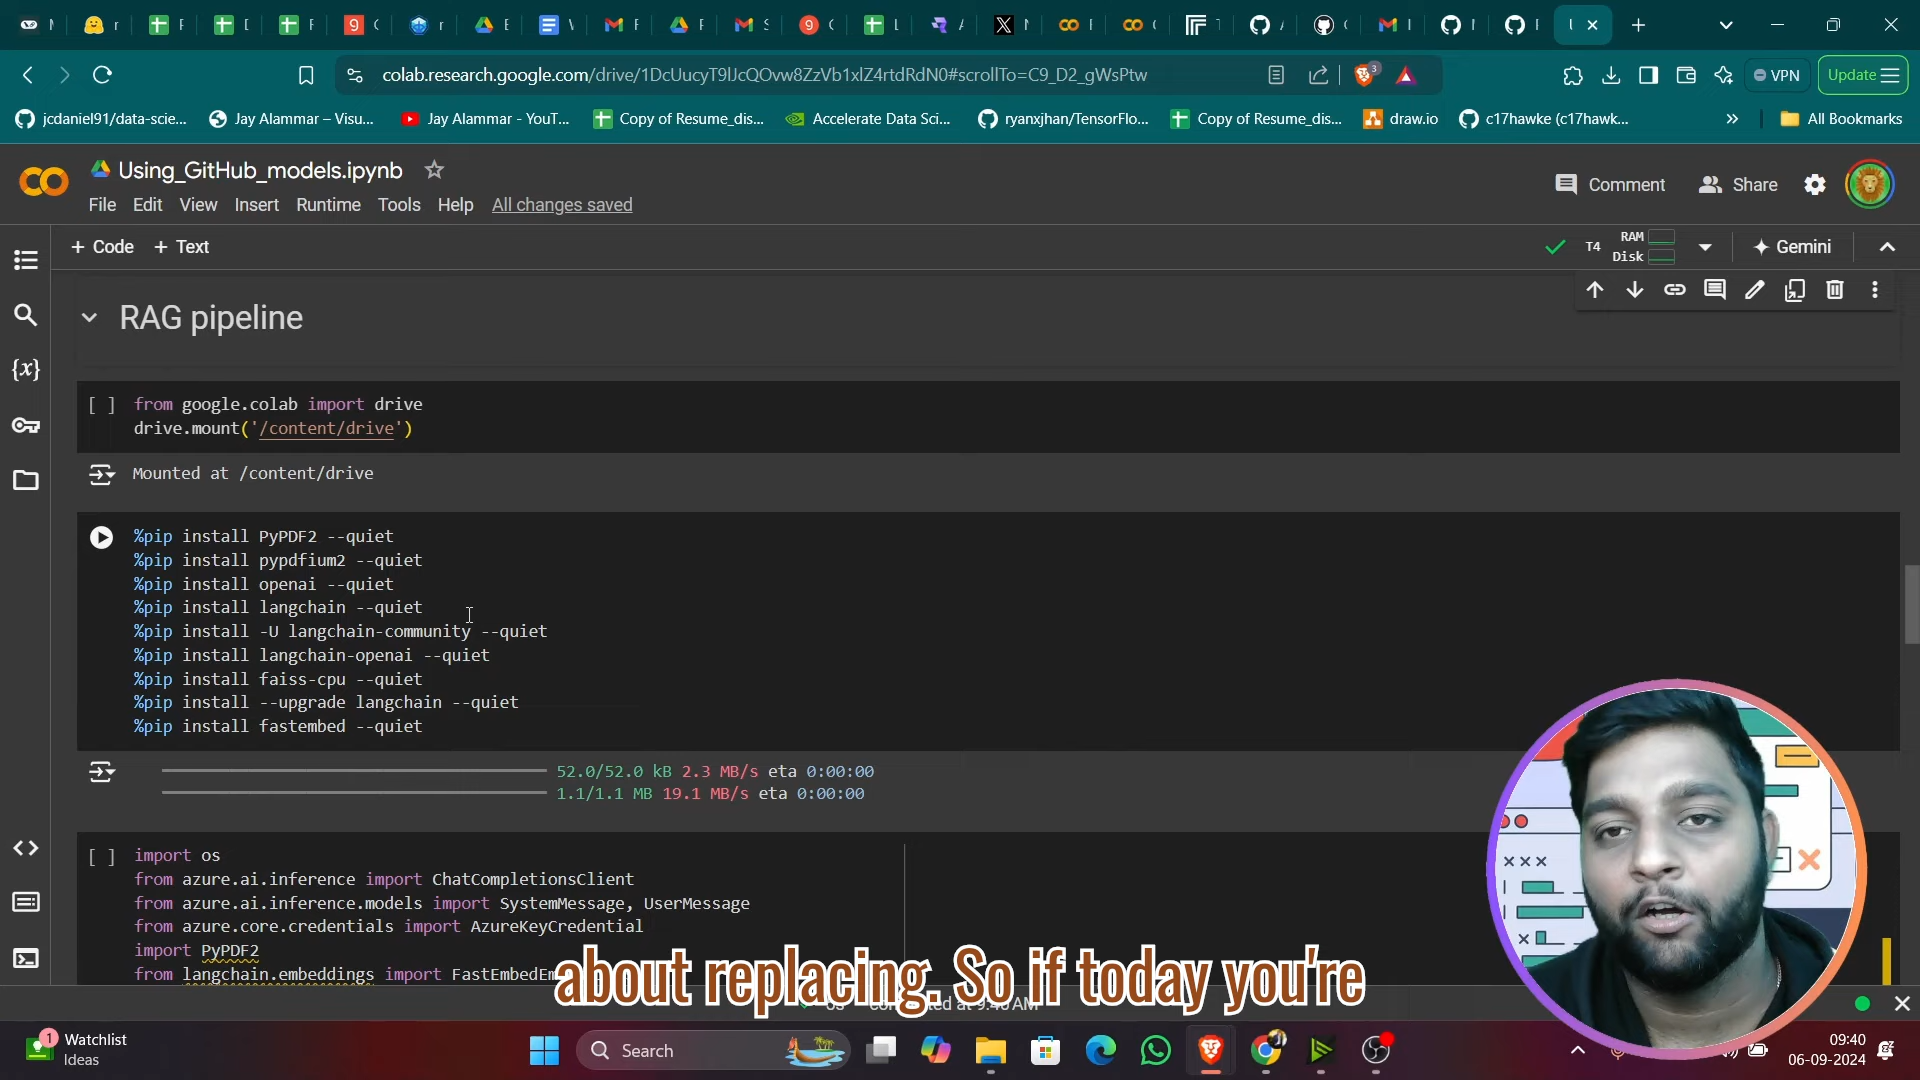 colab.research.google.com/drive/1DcUucyT9lJcQOvw8ZzVb1xlZ4rtdRdN0#scrollTo=C9_D2_gWsPtw
3
VPN
Update
jcdaniel91/data-scie...
Jay Alammar – Visu...
Jay Alammar - YouT...
Copy of Resume_dis...
Accelerate Data Sci...
ryanxjhan/TensorFlo...
Copy of Resume_dis...
draw.io
c17hawke (c17hawk...
All Bookmarks
Using_GitHub_models.ipynb
File Edit View Insert Runtime Tools Help All changes saved
Comment
Share
+ Code + Text
T4
RAM
Disk
Gemini
RAG pipeline
[ ] from google.colab import drive
drive.mount('/content/drive')
Mounted at /content/drive
%pip install PyPDF2 --quiet
%pip install pypdfium2 --quiet
%pip install openai --quiet
%pip install langchain --quiet
%pip install -U langchain-community --quiet
%pip install langchain-openai --quiet
%pip install faiss-cpu --quiet
%pip install --upgrade langchain --quiet
%pip install fastembed --quiet
52.0/52.0 kB 2.3 MB/s eta 0:00:00
1.1/1.1 MB 19.1 MB/s eta 0:00:00
[ ] import os
from azure.ai.inference import ChatCompletionsClient
from azure.ai.inference.models import SystemMessage, UserMessage
from azure.core.credentials import AzureKeyCredential
import PyPDF2
from langchain.embeddings import
about replacing. So if today you're
at 9:40 AM
1
Watchlist
Ideas
Search
09:40
06-09-2024